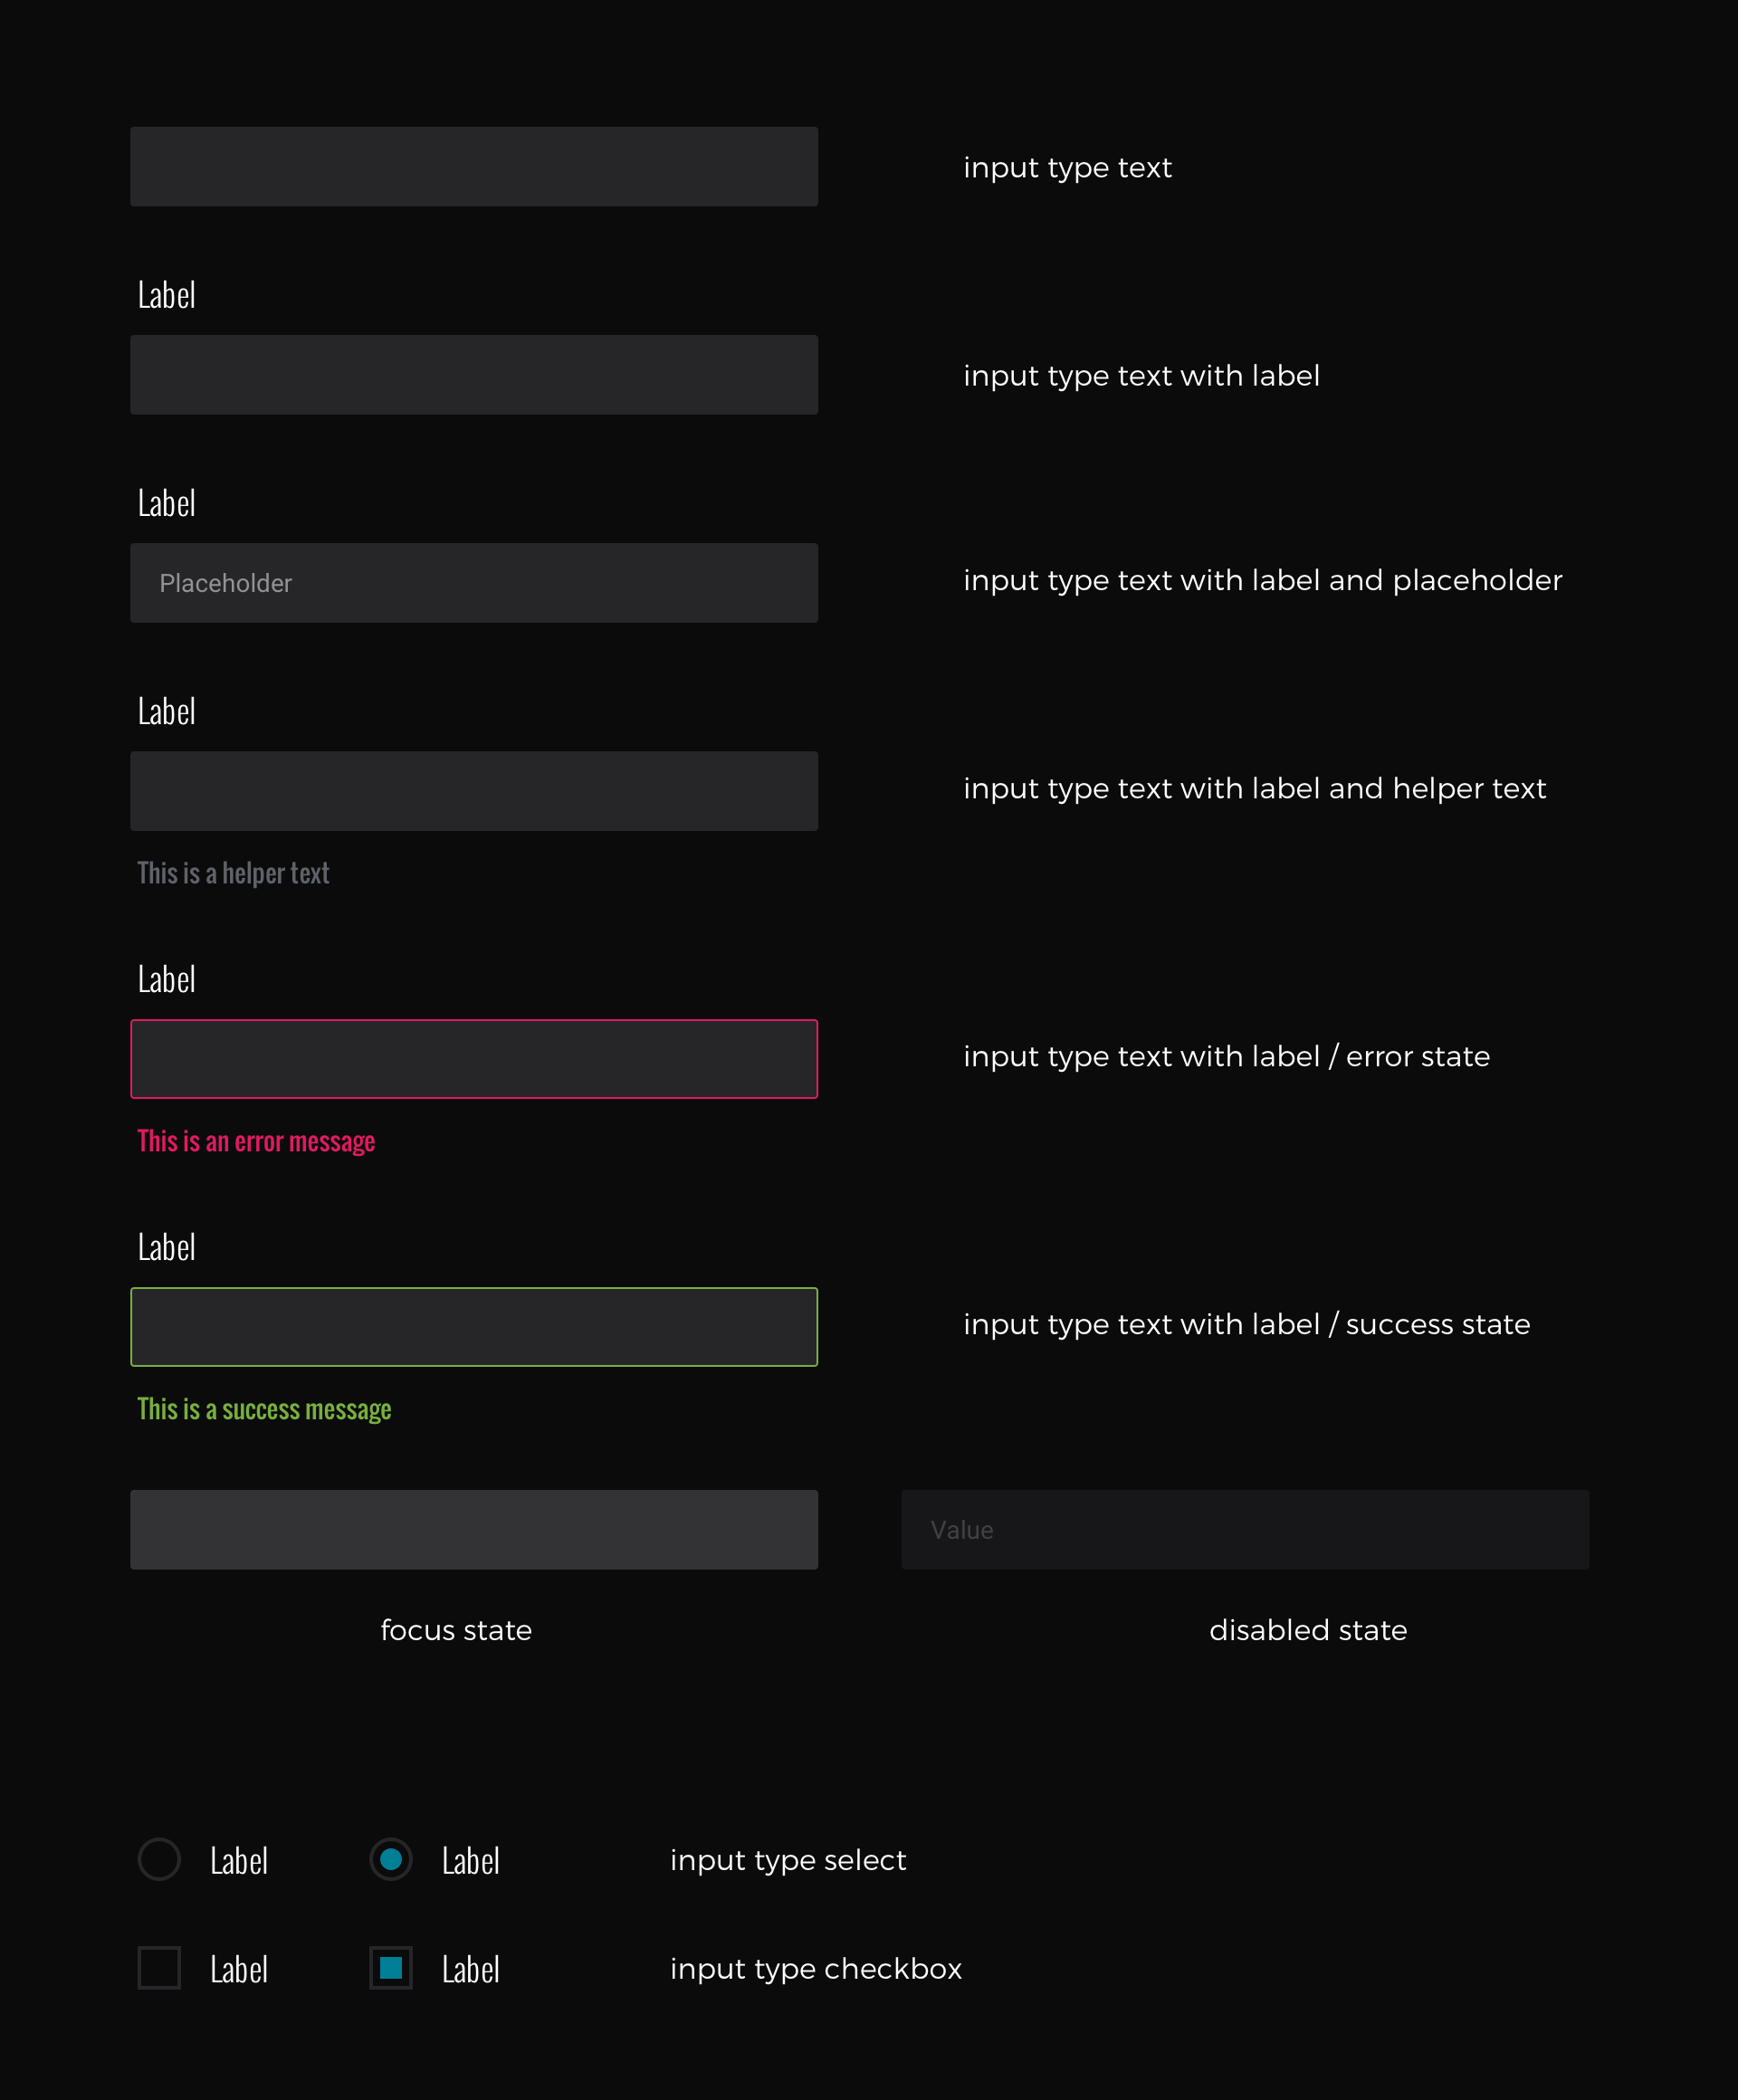 input type text
Label
input type text with label
Label
Placeholder
input type text with label and placeholder
Label
input type text with label and helper text
This is a helper text
Label
input type text with label / error state
This is an error message
Label
input type text with label / success state
This is a success message
Value
focus state
disabled state
Label
Label
input type select
Label
Label
input type checkbox